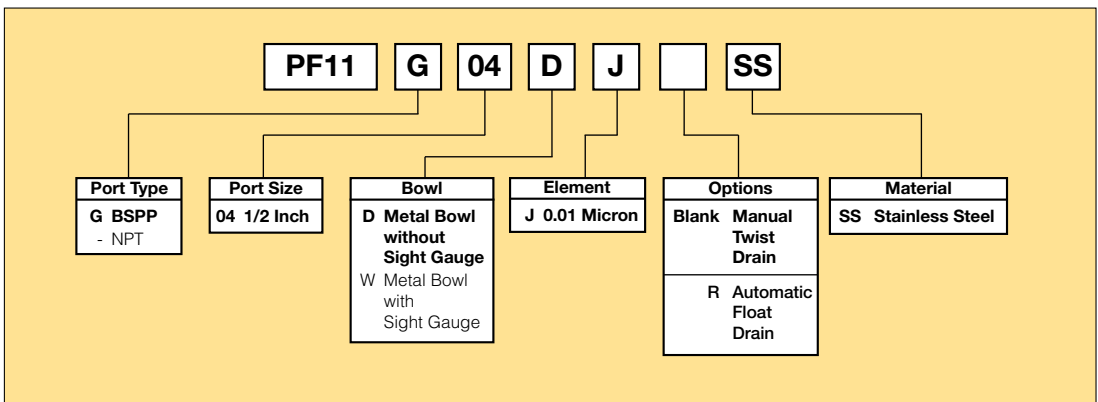 PF11 G 04 D J SS
Port Type
G BSPP
- NPT
Port Size
04 1/2 Inch
Bowl
D Metal Bowl
without
Sight Gauge
W Metal Bowl
with
Sight Gauge
Element
J 0.01 Micron
Options
Blank Manual
Twist
Drain
R Automatic
Float
Drain
Material
SS Stainless Steel